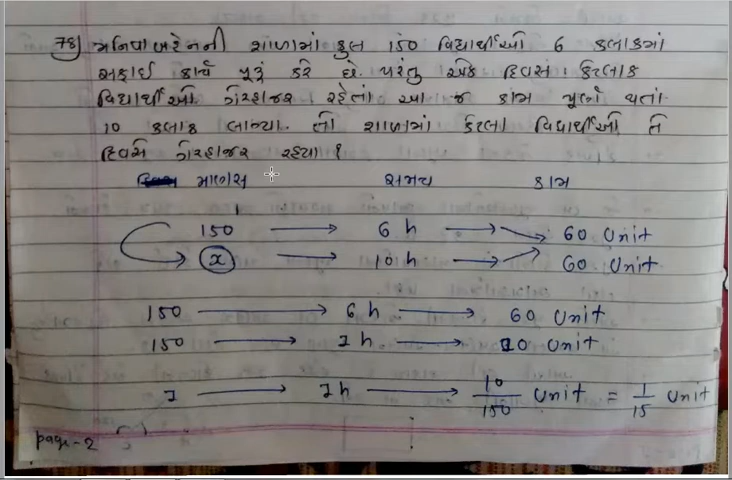 78) મનિષાબહેનની શાળામાં કુલ 150 વિદ્યાર્થીઓ 6 કલાકમાં
સફાઈ કાર્ય પૂરૂં કરે છે. પરંતુ એક દિવસ કેટલાક
વિદ્યાર્થીઓ ગેરહાજર રહેતાં આ જ કામ પૂર્ણ થતાં
10 કલાક લાગ્યા. તો શાળામાં કેટલા વિદ્યાર્થીઓ તે
દિવસે ગેરહાજર રહ્યા ?
માણસ સમય કામ
150 → 6 h → 60 Unit
x → 10 h → 60 Unit
150 → 6 h → 60 Unit
150 → 1 h → 10 Unit
1 → 1 h → 10/150 Unit = 1/15 Unit
page-2